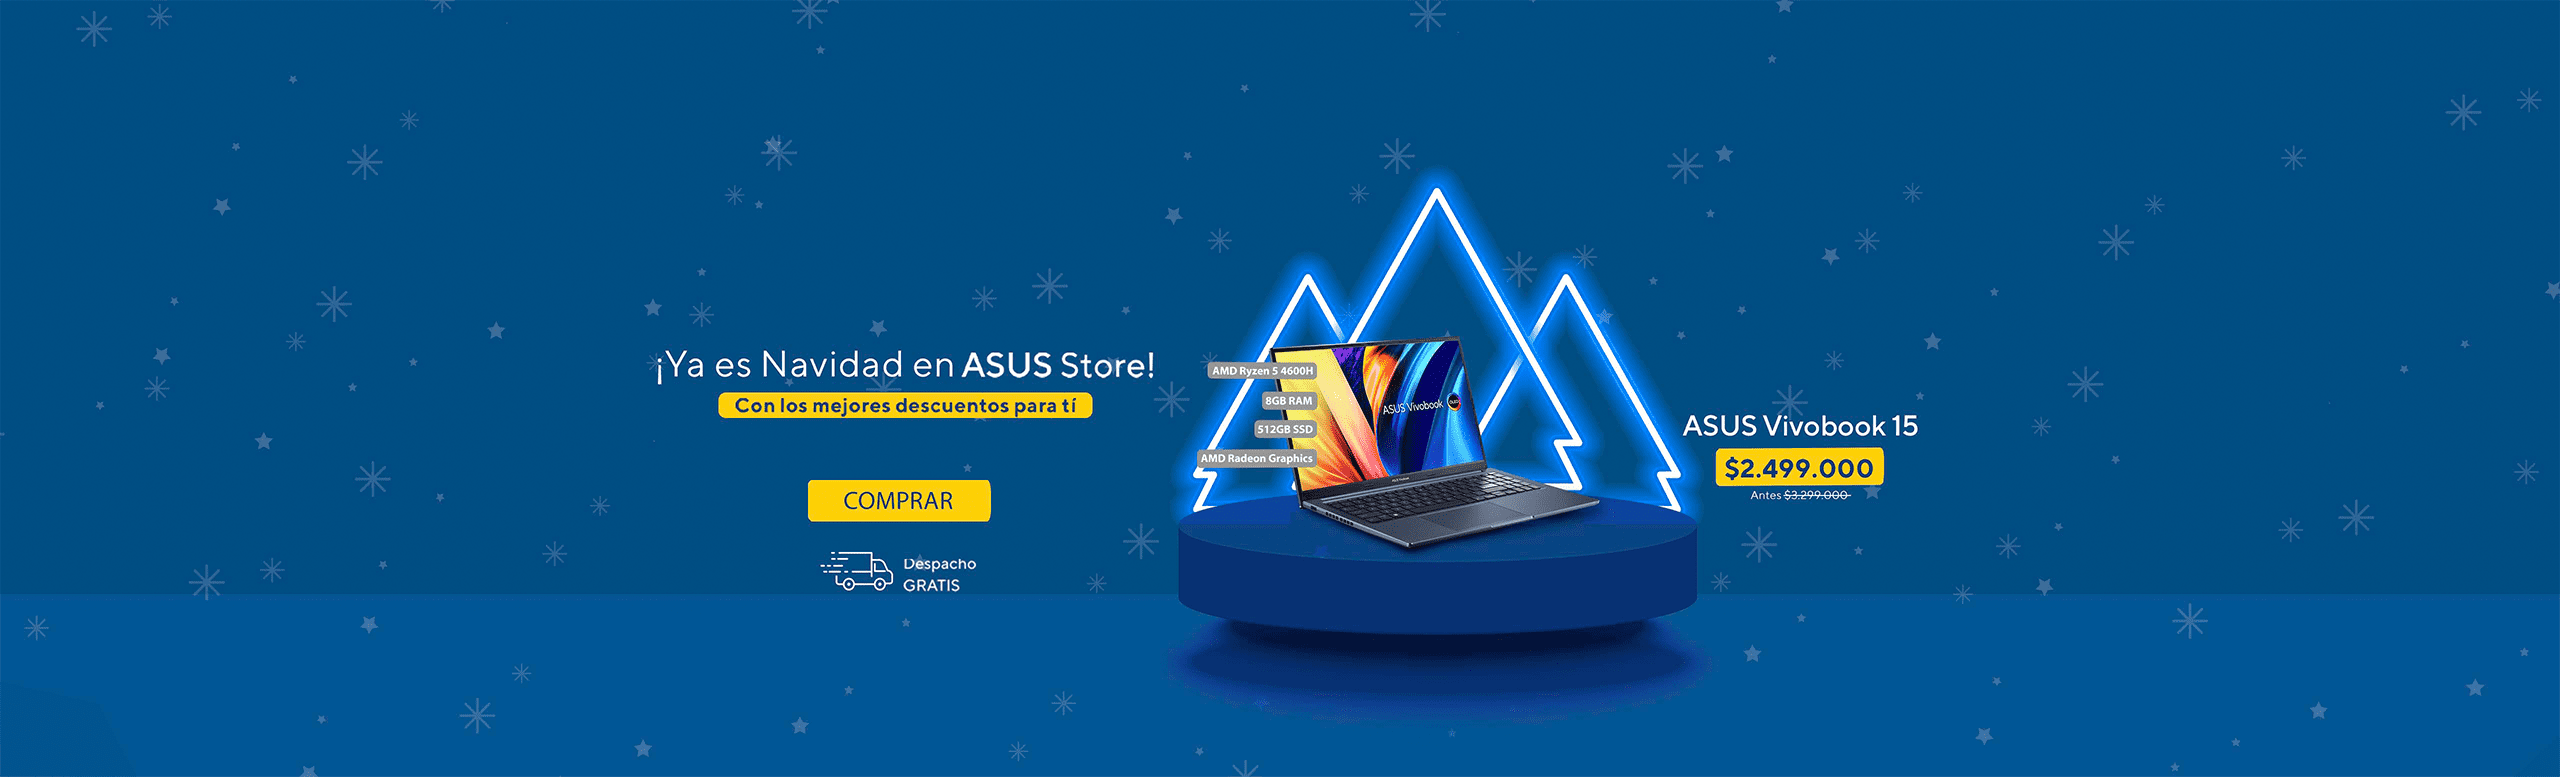 ¡Ya es Navidad en ASUS Store!
Con los mejores descuentos para tí
COMPRAR
Despacho
GRATIS
AMD Ryzen 5 4600H
8GB RAM
512GB SSD
AMD Radeon Graphics
ASUS Vivobook
ASUS Vivobook 15
$2.499.000
Antes $3.299.000